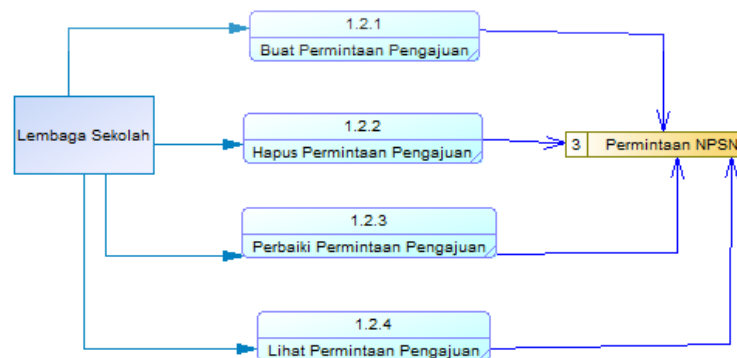 1.2.1
Buat Permintaan Pengajuan
Lembaga Sekolah
1.2.2
Hapus Permintaan Pengajuan
3 Permintaan NPSN
1.2.3
Perbaiki Permintaan Pengajuan
1.2.4
Lihat Permintaan Pengajuan